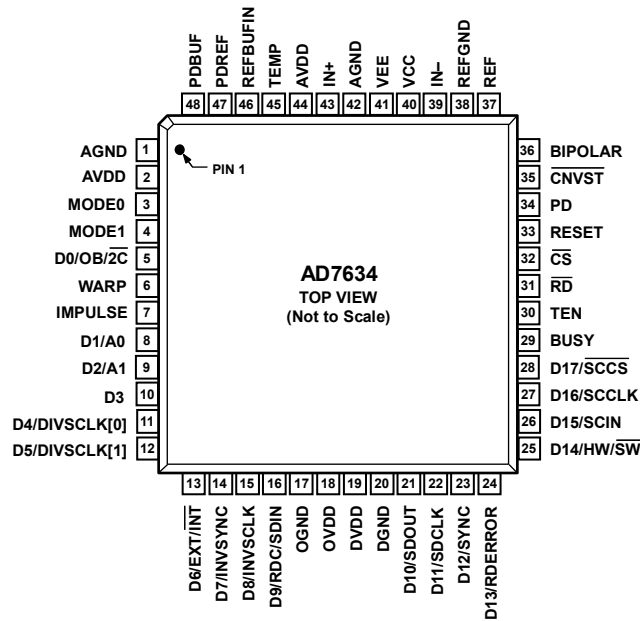 PDBUF
PDREF
REFBUFIN
TEMP
AVDD
IN+
AGND
VEE
VCC
IN–
REFGND
REF
48 47 46 45 44 43 42 41 40 39 38 37
AGND 1
AVDD 2
MODE0 3
MODE1 4
D0/OB/2C̅ 5
WARP 6
IMPULSE 7
D1/A0 8
D2/A1 9
D3 10
D4/DIVSCLK[0] 11
D5/DIVSCLK[1] 12
PIN 1
AD7634
TOP VIEW
(Not to Scale)
36 BIPOLAR
35 C̅N̅V̅S̅T̅
34 PD
33 RESET
32 C̅S̅
31 R̅D̅
30 TEN
29 BUSY
28 D17/S̅C̅C̅S̅
27 D16/SCCLK
26 D15/SCIN
25 D14/HW/S̅W̅
13 14 15 16 17 18 19 20 21 22 23 24
D6/EXT/I̅N̅T̅
D7/INVSYNC
D8/INVSCLK
D9/RDC/SDIN
OGND
OVDD
DVDD
DGND
D10/SDOUT
D11/SDCLK
D12/SYNC
D13/RDERROR